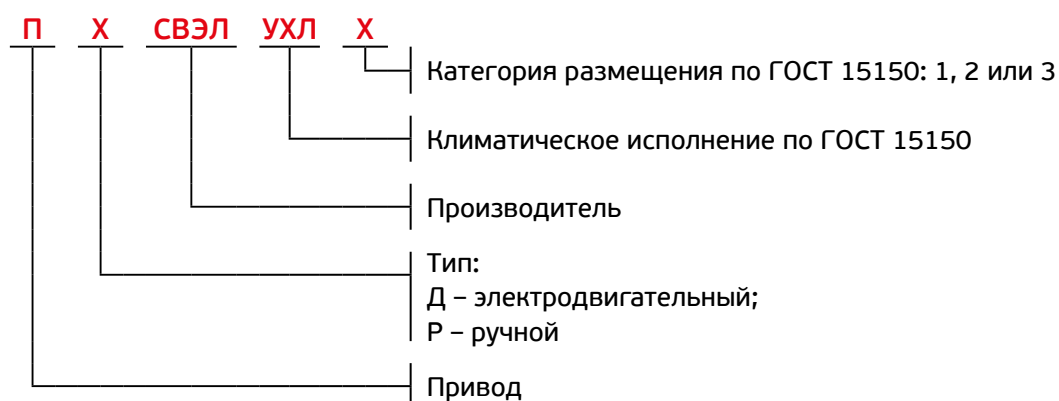 П Х СВЭЛ УХЛ Х
Категория размещения по ГОСТ 15150: 1, 2 или 3
Климатическое исполнение по ГОСТ 15150
Производитель
Тип:
Д – электродвигательный;
Р – ручной
Привод